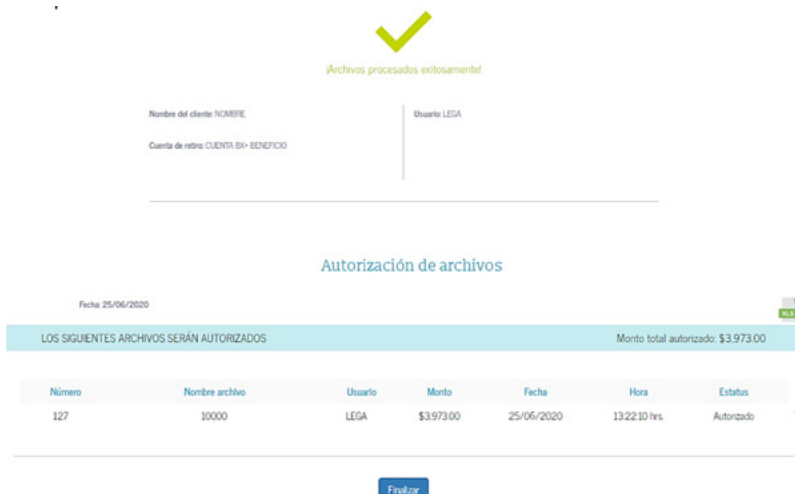 ¡Archivos procesados exitosamente!
Nombre del cliente: NOMBRE Usuario: LEGA
Cuenta de retiro: CUENTA BX+ BENEFICIO
Autorización de archivos
Fecha: 25/06/2020
XLS
LOS SIGUIENTES ARCHIVOS SERÁN AUTORIZADOS Monto total autorizado: $3,973.00
Número Nombre archivo Usuario Monto Fecha Hora Estatus
127 10000 LEGA $3,973.00 25/06/2020 13:22:10 hrs. Autorizado
Finalizar